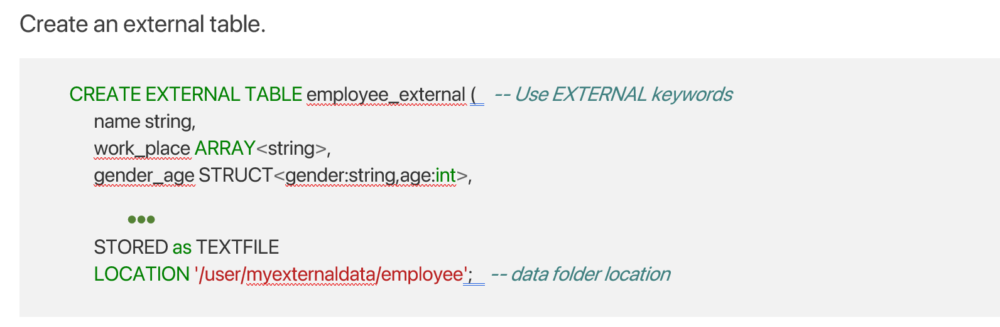 Create an external table.
CREATE EXTERNAL TABLE employee_external (   -- Use EXTERNAL keywords
name string,
work_place ARRAY<string>,
gender_age STRUCT<gender:string,age:int>,
•••
STORED as TEXTFILE
LOCATION '/user/myexternaldata/employee';   -- data folder location